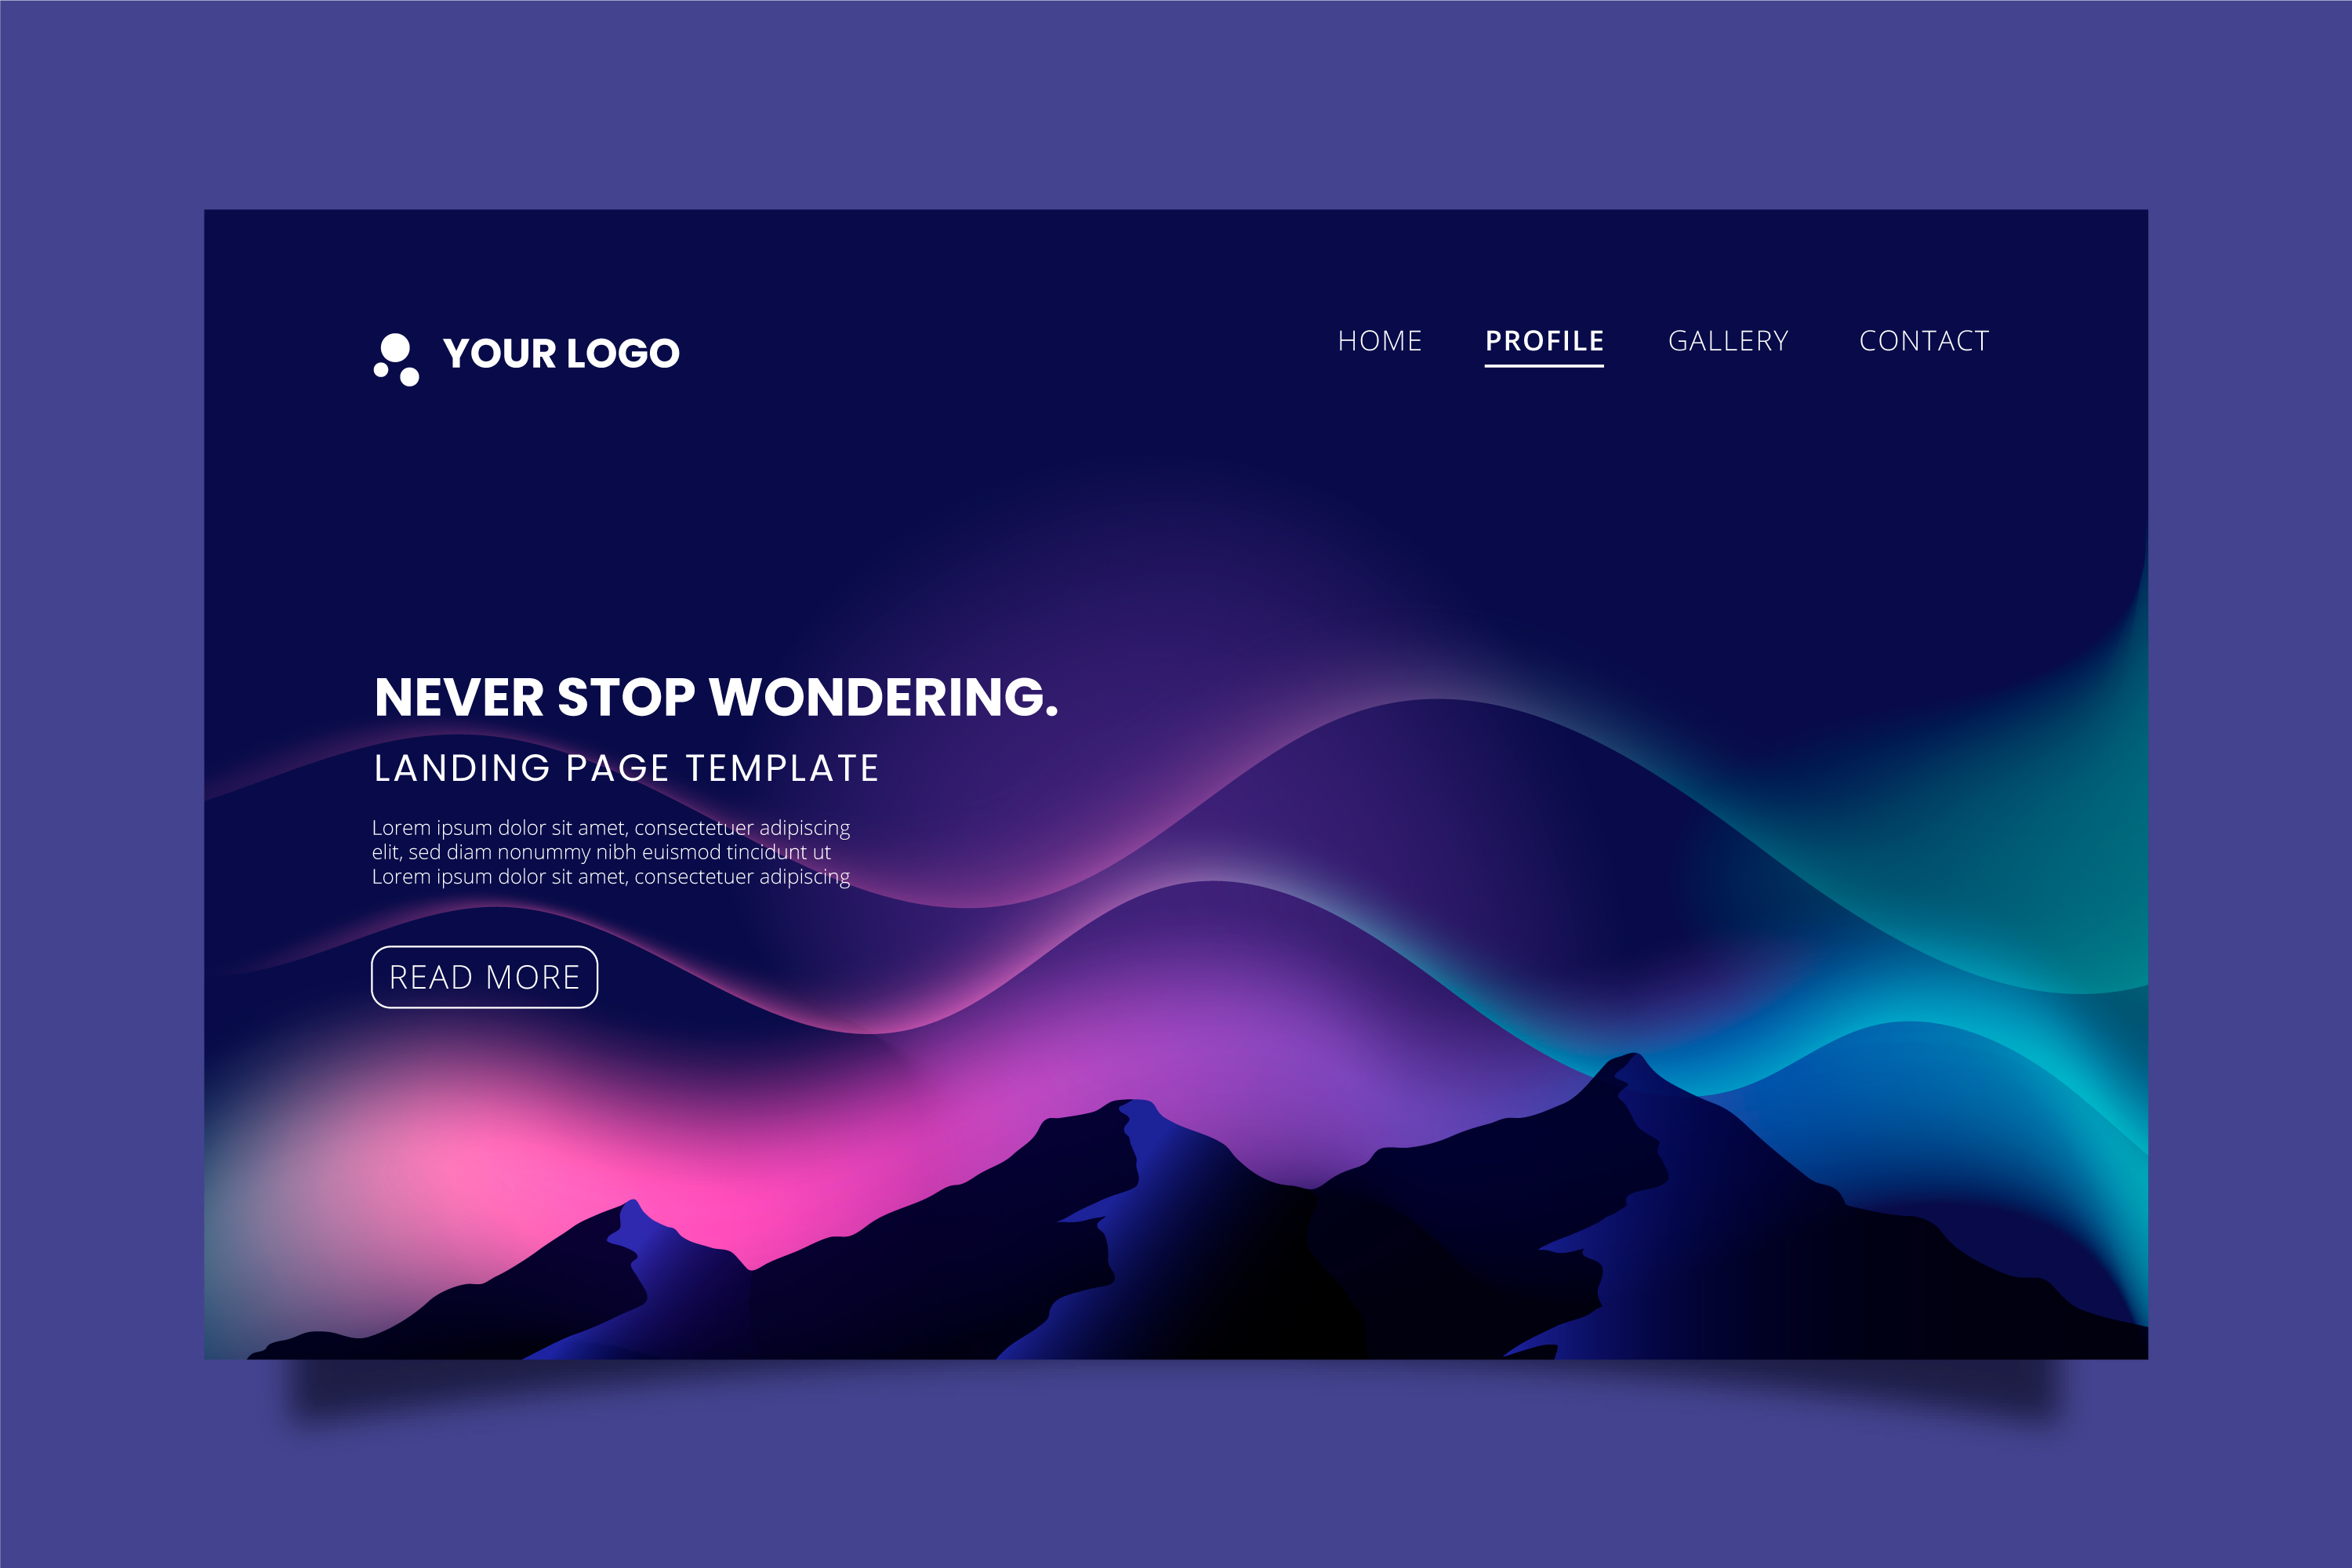 YOUR LOGO
HOME PROFILE GALLERY CONTACT
NEVER STOP WONDERING.
LANDING PAGE TEMPLATE
Lorem ipsum dolor sit amet, consectetuer adipiscing
elit, sed diam nonummy nibh euismod tincidunt ut
Lorem ipsum dolor sit amet, consectetuer adipiscing
READ MORE